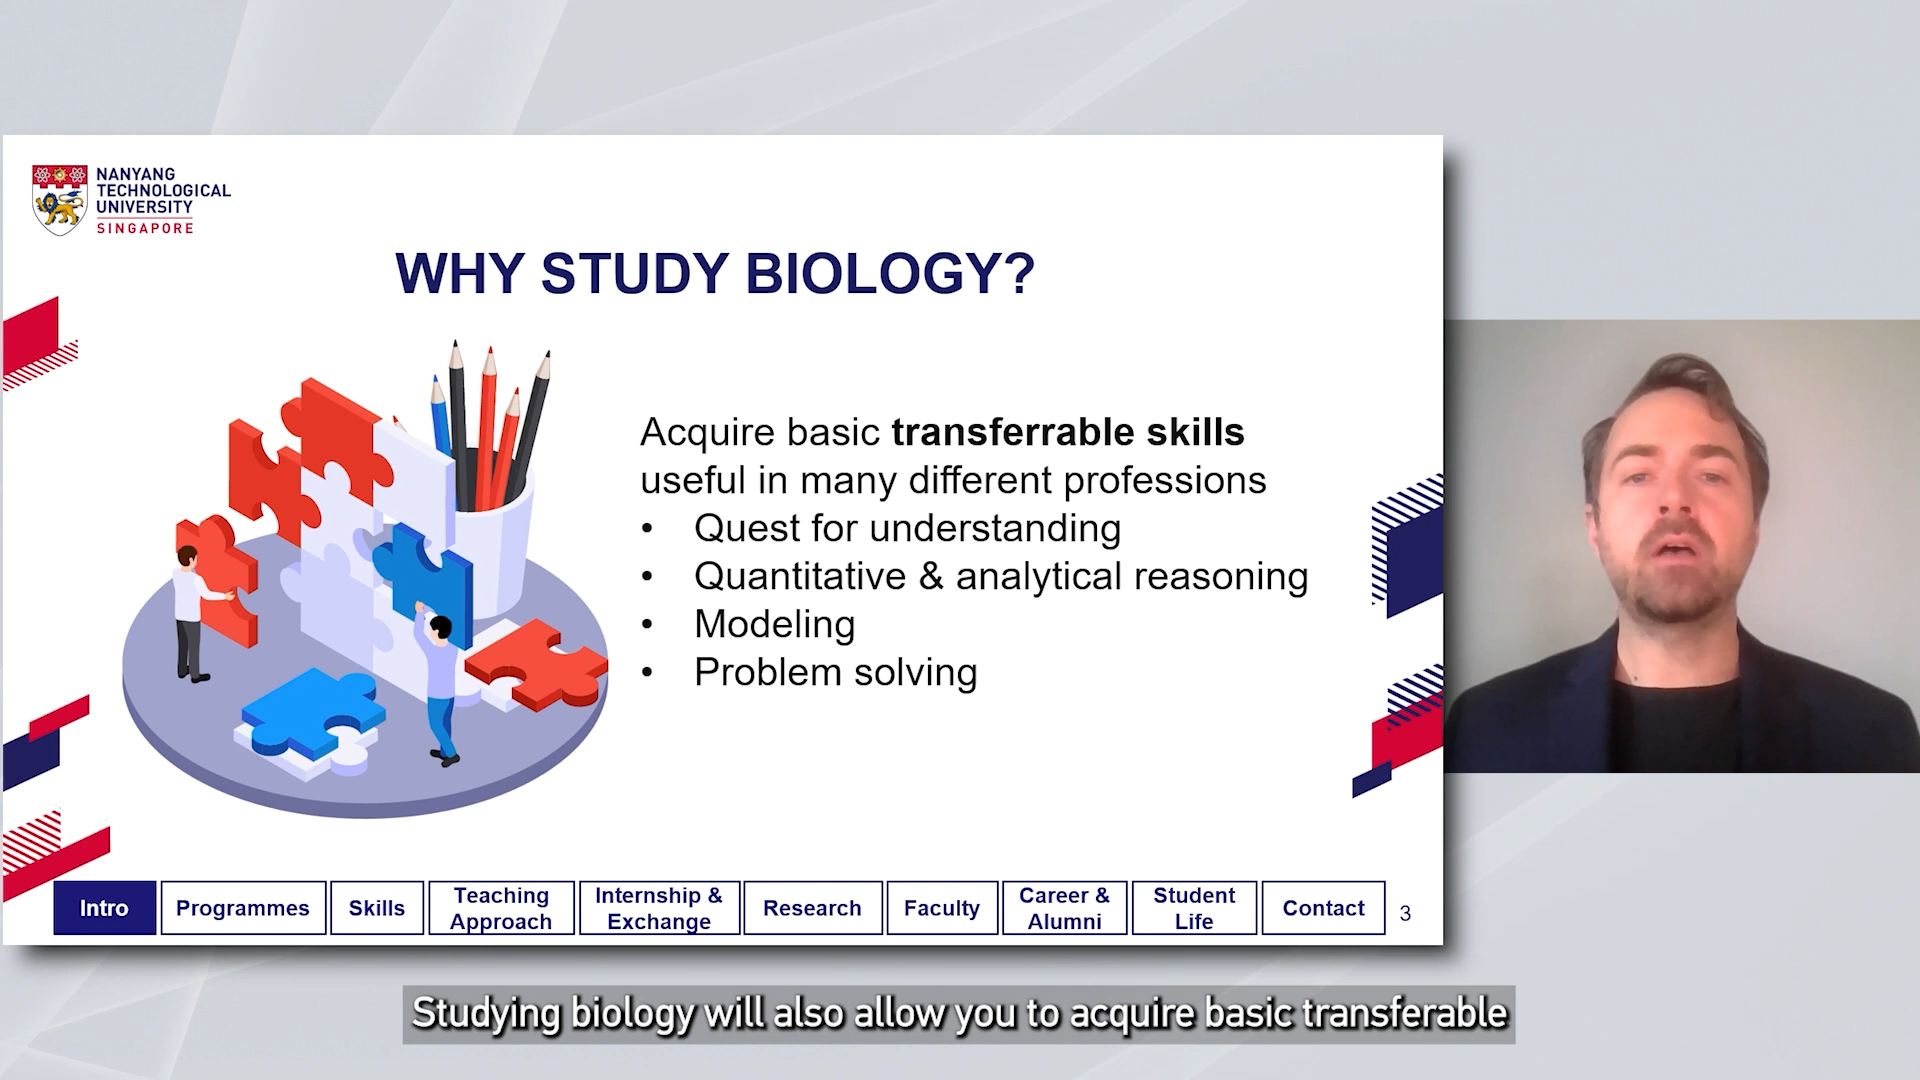 NANYANG
TECHNOLOGICAL
UNIVERSITY
SINGAPORE
WHY STUDY BIOLOGY?
Acquire basic transferrable skills
useful in many different professions
• Quest for understanding
• Quantitative & analytical reasoning
• Modeling
• Problem solving
Intro
Programmes
Skills
Teaching
Approach
Internship &
Exchange
Research
Faculty
Career &
Alumni
Student
Life
Contact
3
Studying biology will also allow you to acquire basic transferable